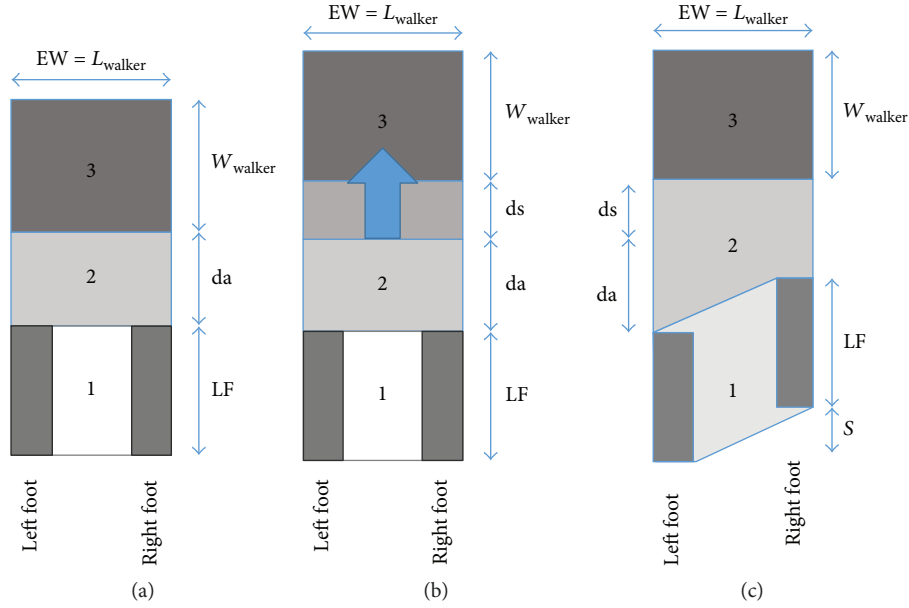 EW = L_walker
3
W_walker
2
da
1
LF
Left foot
Right foot
(a)
EW = L_walker
3
W_walker
ds
2
da
1
LF
Left foot
Right foot
(b)
EW = L_walker
3
W_walker
ds
2
da
LF
1
S
Left foot
Right foot
(c)